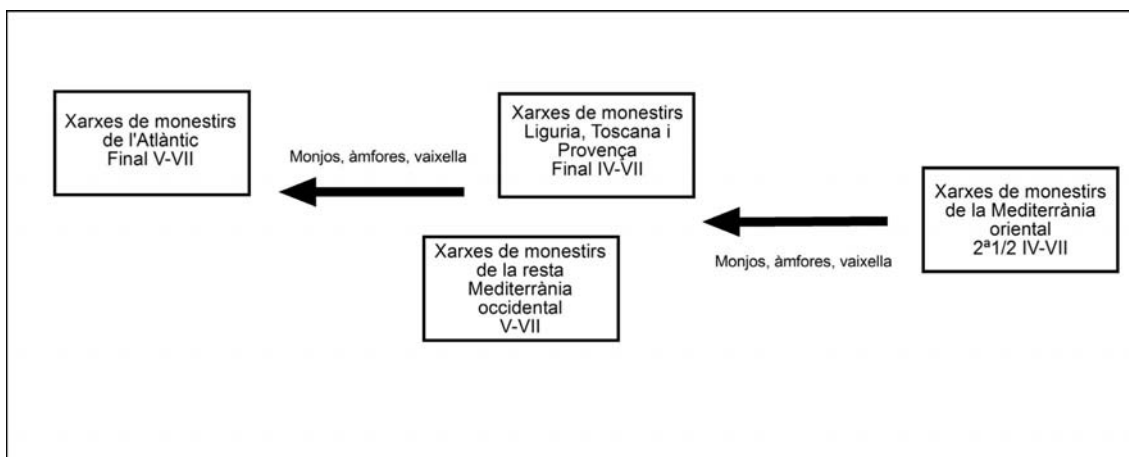 Xarxes de monestirs
de l'Atlàntic
Final V-VII
Monjos, àmfores, vaixella
Xarxes de monestirs
Liguria, Toscana i
Provença
Final IV-VII
Xarxes de monestirs
de la resta
Mediterrània
occidental
V-VII
Monjos, àmfores, vaixella
Xarxes de monestirs
de la Mediterrània
oriental
2ª1/2 IV-VII